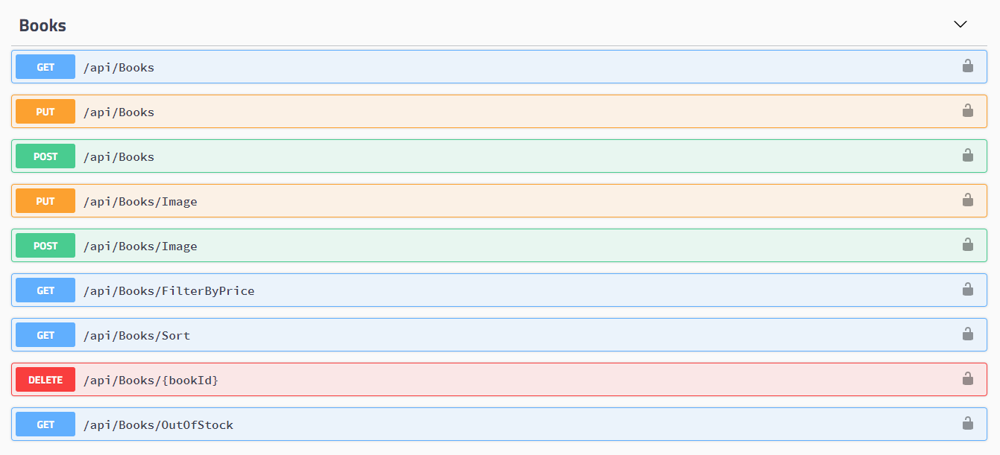 Books
GET /api/Books
PUT /api/Books
POST /api/Books
PUT /api/Books/Image
POST /api/Books/Image
GET /api/Books/FilterByPrice
GET /api/Books/Sort
DELETE /api/Books/{bookId}
GET /api/Books/OutOfStock